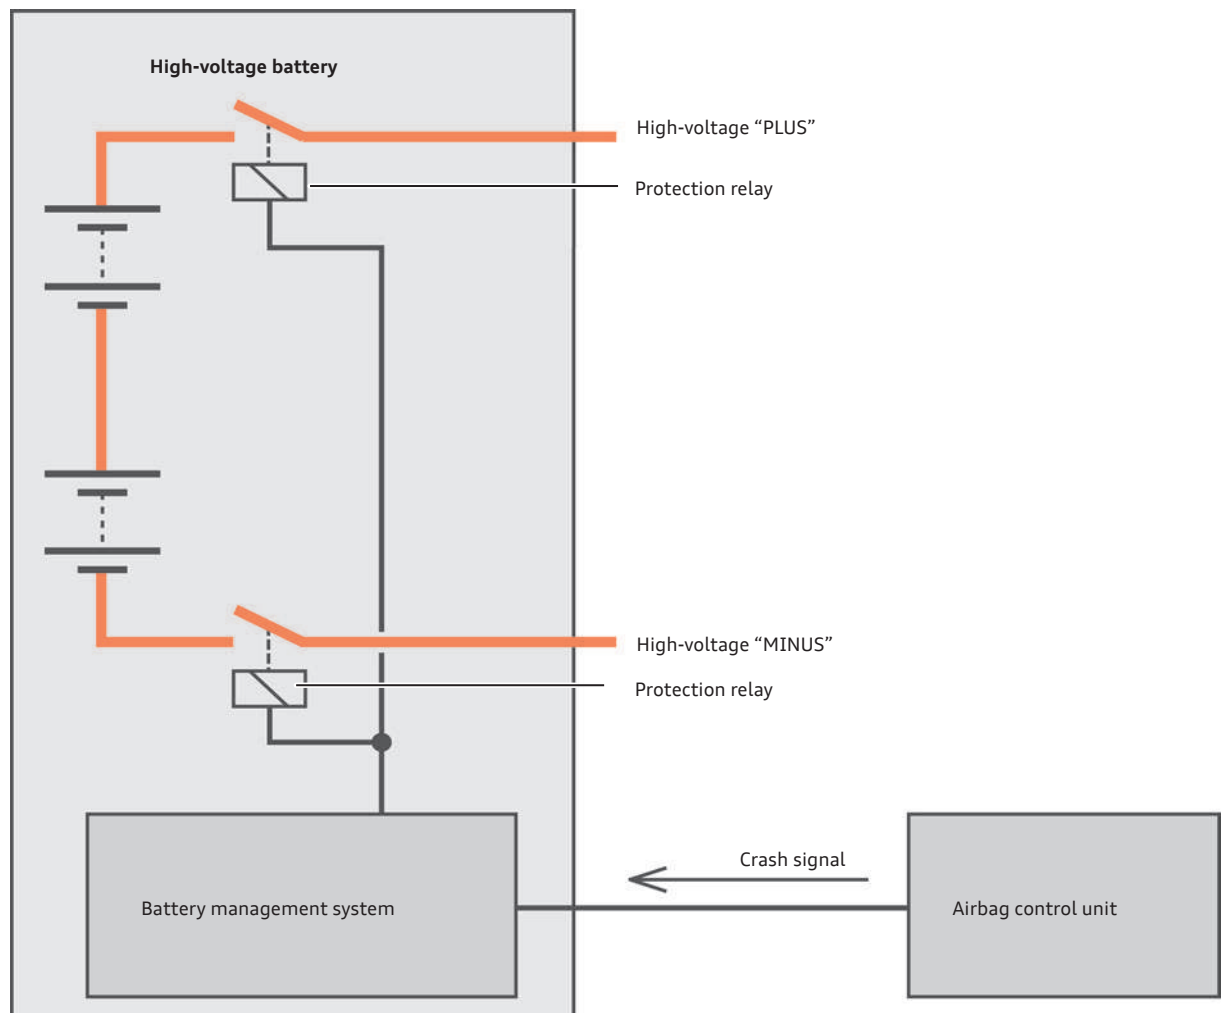 High-voltage battery
High-voltage “PLUS”
Protection relay
High-voltage “MINUS”
Protection relay
Crash signal
Battery management system
Airbag control unit